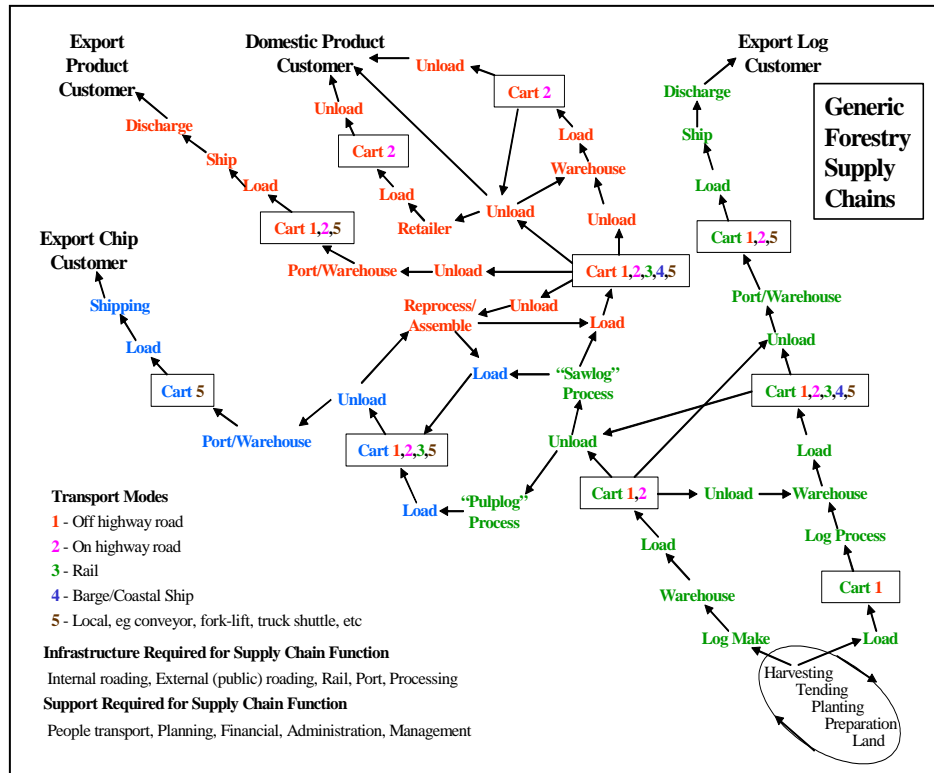 Export
Product
Customer
Domestic Product
Customer
Export Log
Customer
Generic
Forestry
Supply
Chains
Unload
Cart 2
Discharge
Unload
Load
Discharge
Cart 2
Ship
Warehouse
Ship
Load
Load
Load
Unload
Unload
Retailer
Cart 1,2,5
Cart 1,2,5
Export Chip
Customer
Port/Warehouse
Unload
Cart 1,2,3,4,5
Port/Warehouse
Shipping
Reprocess/
Assemble
Unload
Load
Unload
Load
Load
"Sawlog"
Process
Cart 5
Unload
Cart 1,2,3,4,5
Port/Warehouse
Cart 1,2,3,5
Unload
Load
Cart 1,2
Unload
Warehouse
Load
"Pulplog"
Process
Log Process
Load
Cart 1
Warehouse
Log Make
Load
Harvesting
Tending
Planting
Preparation
Land
Transport Modes
1 - Off highway road
2 - On highway road
3 - Rail
4 - Barge/Coastal Ship
5 - Local, eg conveyor, fork-lift, truck shuttle, etc
Infrastructure Required for Supply Chain Function
Internal roading, External (public) roading, Rail, Port, Processing
Support Required for Supply Chain Function
People transport, Planning, Financial, Administration, Management